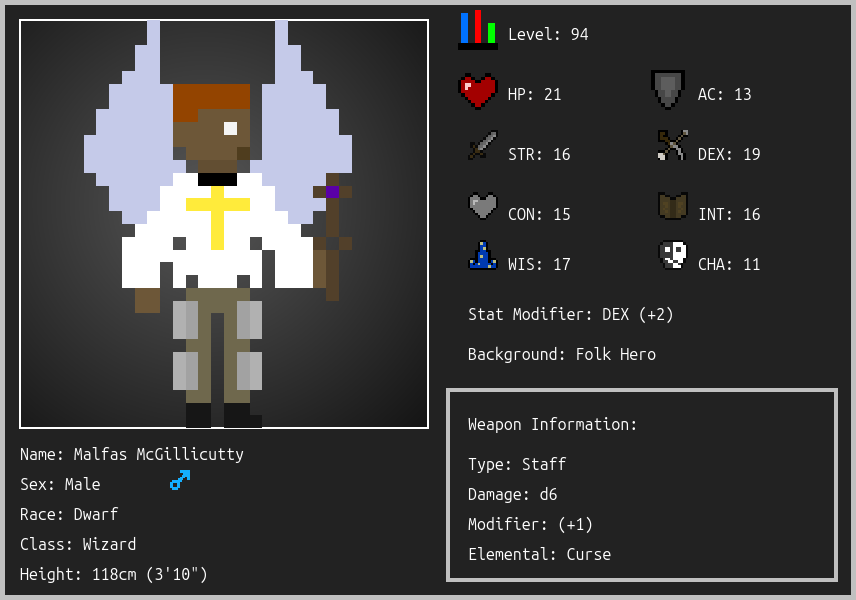 Level: 94
HP: 21
AC: 13
STR: 16
DEX: 19
CON: 15
INT: 16
WIS: 17
CHA: 11
Stat Modifier: DEX (+2)
Background: Folk Hero
Weapon Information:
Type: Staff
Damage: d6
Modifier: (+1)
Elemental: Curse
Name: Malfas McGillicutty
Sex: Male
Race: Dwarf
Class: Wizard
Height: 118cm (3'10")